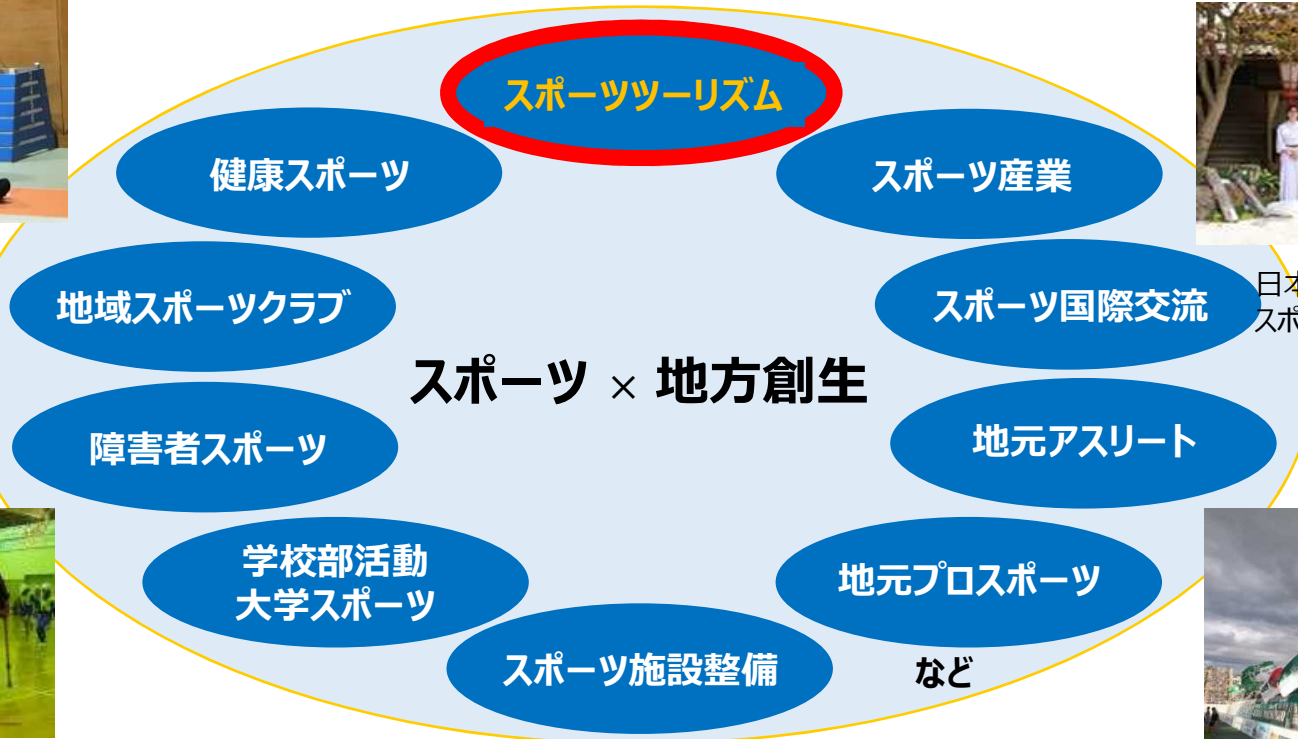 スポーツツーリズム
健康スポーツ
スポーツ産業
地域スポーツクラブ
スポーツ国際交流
日本
スポ
スポーツ × 地方創生
障害者スポーツ
地元アスリート
学校部活動
大学スポーツ
地元プロスポーツ
スポーツ施設整備
など